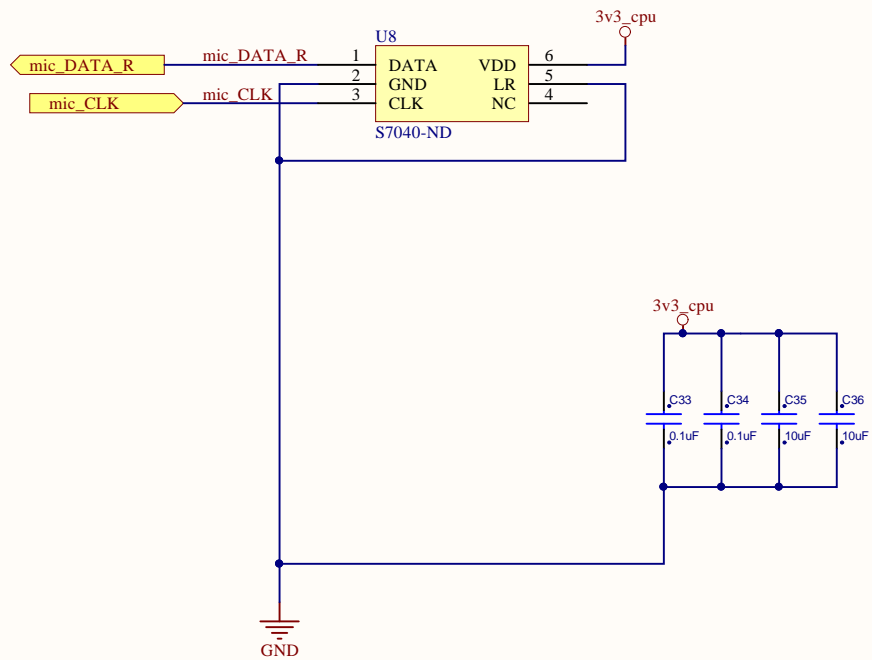 3v3_cpu
U8
mic_DATA_R
mic_DATA_R
1
DATA
VDD
6
2
GND
LR
5
mic_CLK
mic_CLK
3
CLK
NC
4
S7040-ND
3v3_cpu
C33
C34
C35
C36
0.1uF
0.1uF
10uF
10uF
GND